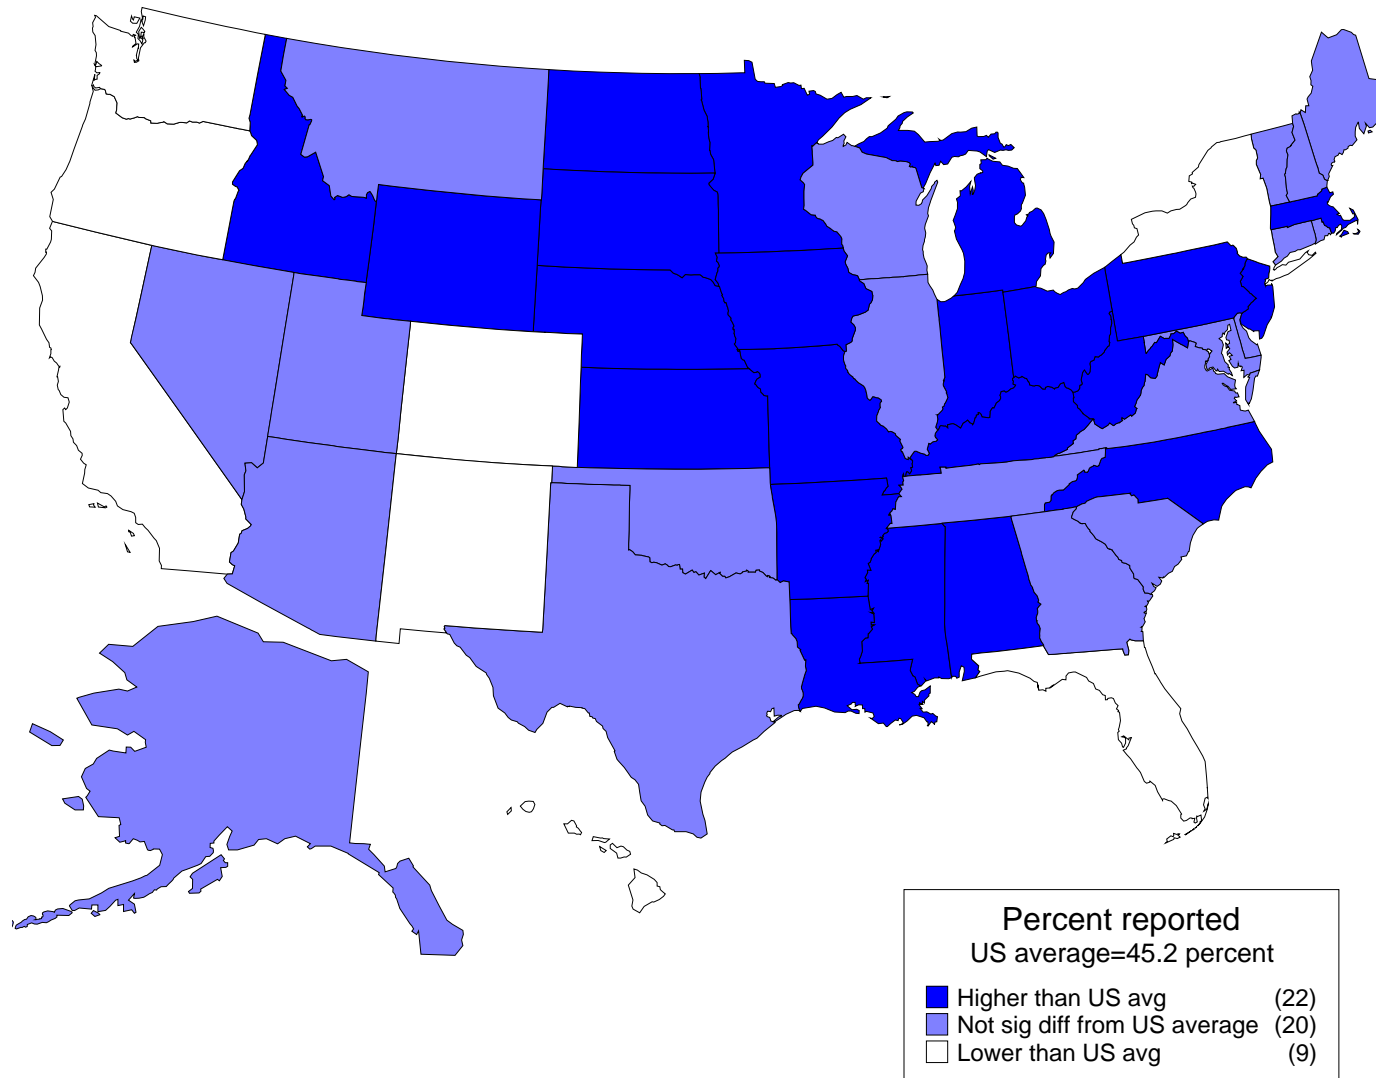 Percent reported
US average=45.2 percent
Higher than US avg (22)
Not sig diff from US average (20)
Lower than US avg (9)